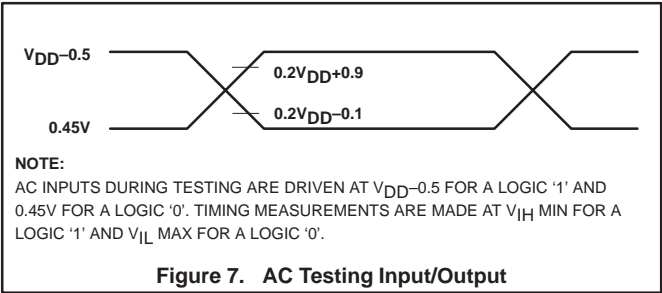 VDD–0.5
0.2VDD+0.9
0.2VDD–0.1
0.45V
NOTE:
AC INPUTS DURING TESTING ARE DRIVEN AT VDD–0.5 FOR A LOGIC ‘1’ AND
0.45V FOR A LOGIC ‘0’. TIMING MEASUREMENTS ARE MADE AT VIH MIN FOR A
LOGIC ‘1’ AND VIL MAX FOR A LOGIC ‘0’.
Figure 7. AC Testing Input/Output